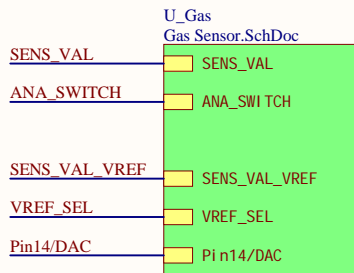 U_Gas
Gas Sensor.SchDoc
SENS_VAL SENS_VAL
ANA_SWITCH ANA_SWITCH
SENS_VAL_VREF SENS_VAL_VREF
VREF_SEL VREF_SEL
Pin14/DAC Pin14/DAC